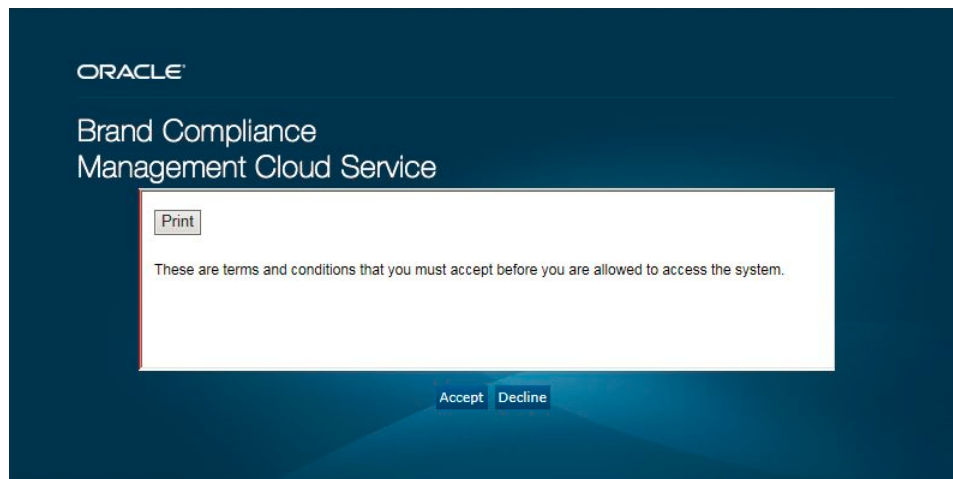 ORACLE
Brand Compliance
Management Cloud Service
Print
These are terms and conditions that you must accept before you are allowed to access the system.
Accept Decline